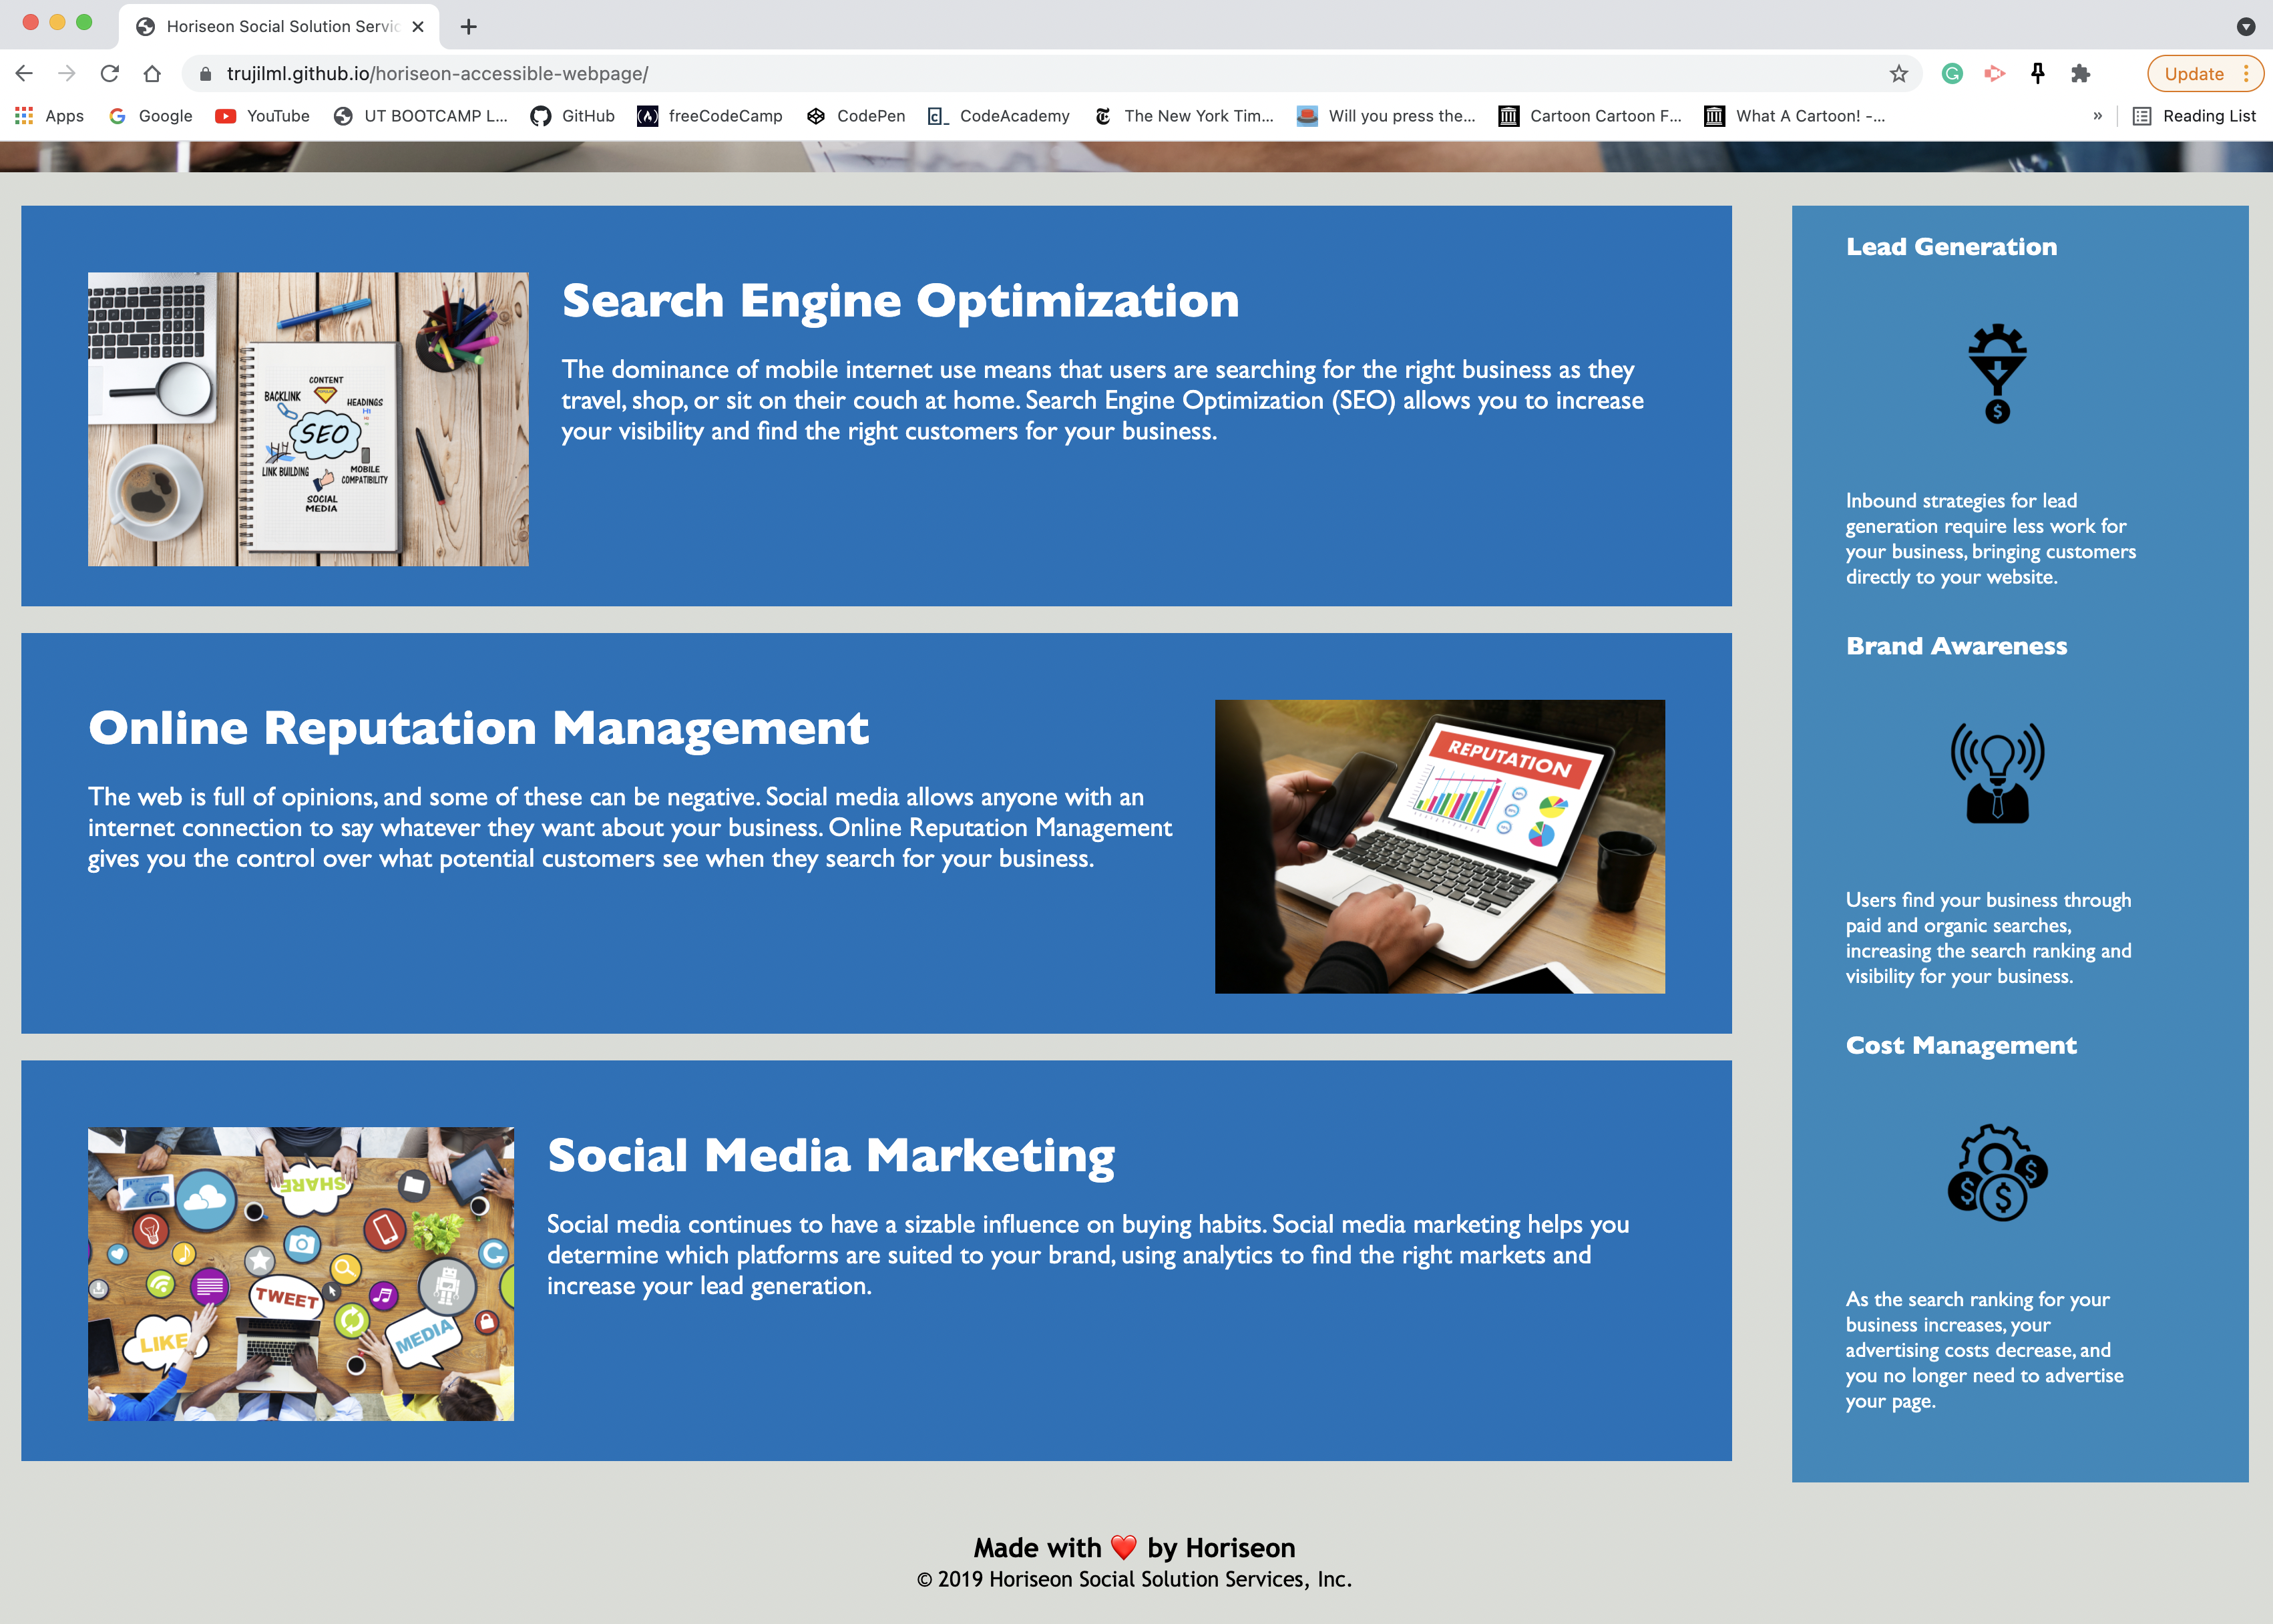 Horiseon Social Solution Servic
trujilml.github.io/horiseon-accessible-webpage/
Update
Apps
Google
YouTube
UT BOOTCAMP L...
GitHub
freeCodeCamp
CodePen
CodeAcademy
The New York Tim...
Will you press the...
Cartoon Cartoon F...
What A Cartoon! -...
»
Reading List
CONTENT
BACKLINK
HEADINGS
H1
SEO
LINK BUILDING
MOBILE
COMPATIBILITY
SOCIAL
MEDIA
Search Engine Optimization
The dominance of mobile internet use means that users are searching for the right business as they
travel, shop, or sit on their couch at home. Search Engine Optimization (SEO) allows you to increase
your visibility and find the right customers for your business.
Online Reputation Management
The web is full of opinions, and some of these can be negative. Social media allows anyone with an
internet connection to say whatever they want about your business. Online Reputation Management
gives you the control over what potential customers see when they search for your business.
REPUTATION
SHARE
TWEET
LIKE
MEDIA
Social Media Marketing
Social media continues to have a sizable influence on buying habits. Social media marketing helps you
determine which platforms are suited to your brand, using analytics to find the right markets and
increase your lead generation.
Lead Generation
$
Inbound strategies for lead
generation require less work for
your business, bringing customers
directly to your website.
Brand Awareness
Users find your business through
paid and organic searches,
increasing the search ranking and
visibility for your business.
Cost Management
$ $ $
As the search ranking for your
business increases, your
advertising costs decrease, and
you no longer need to advertise
your page.
Made with ❤️ by Horiseon
© 2019 Horiseon Social Solution Services, Inc.